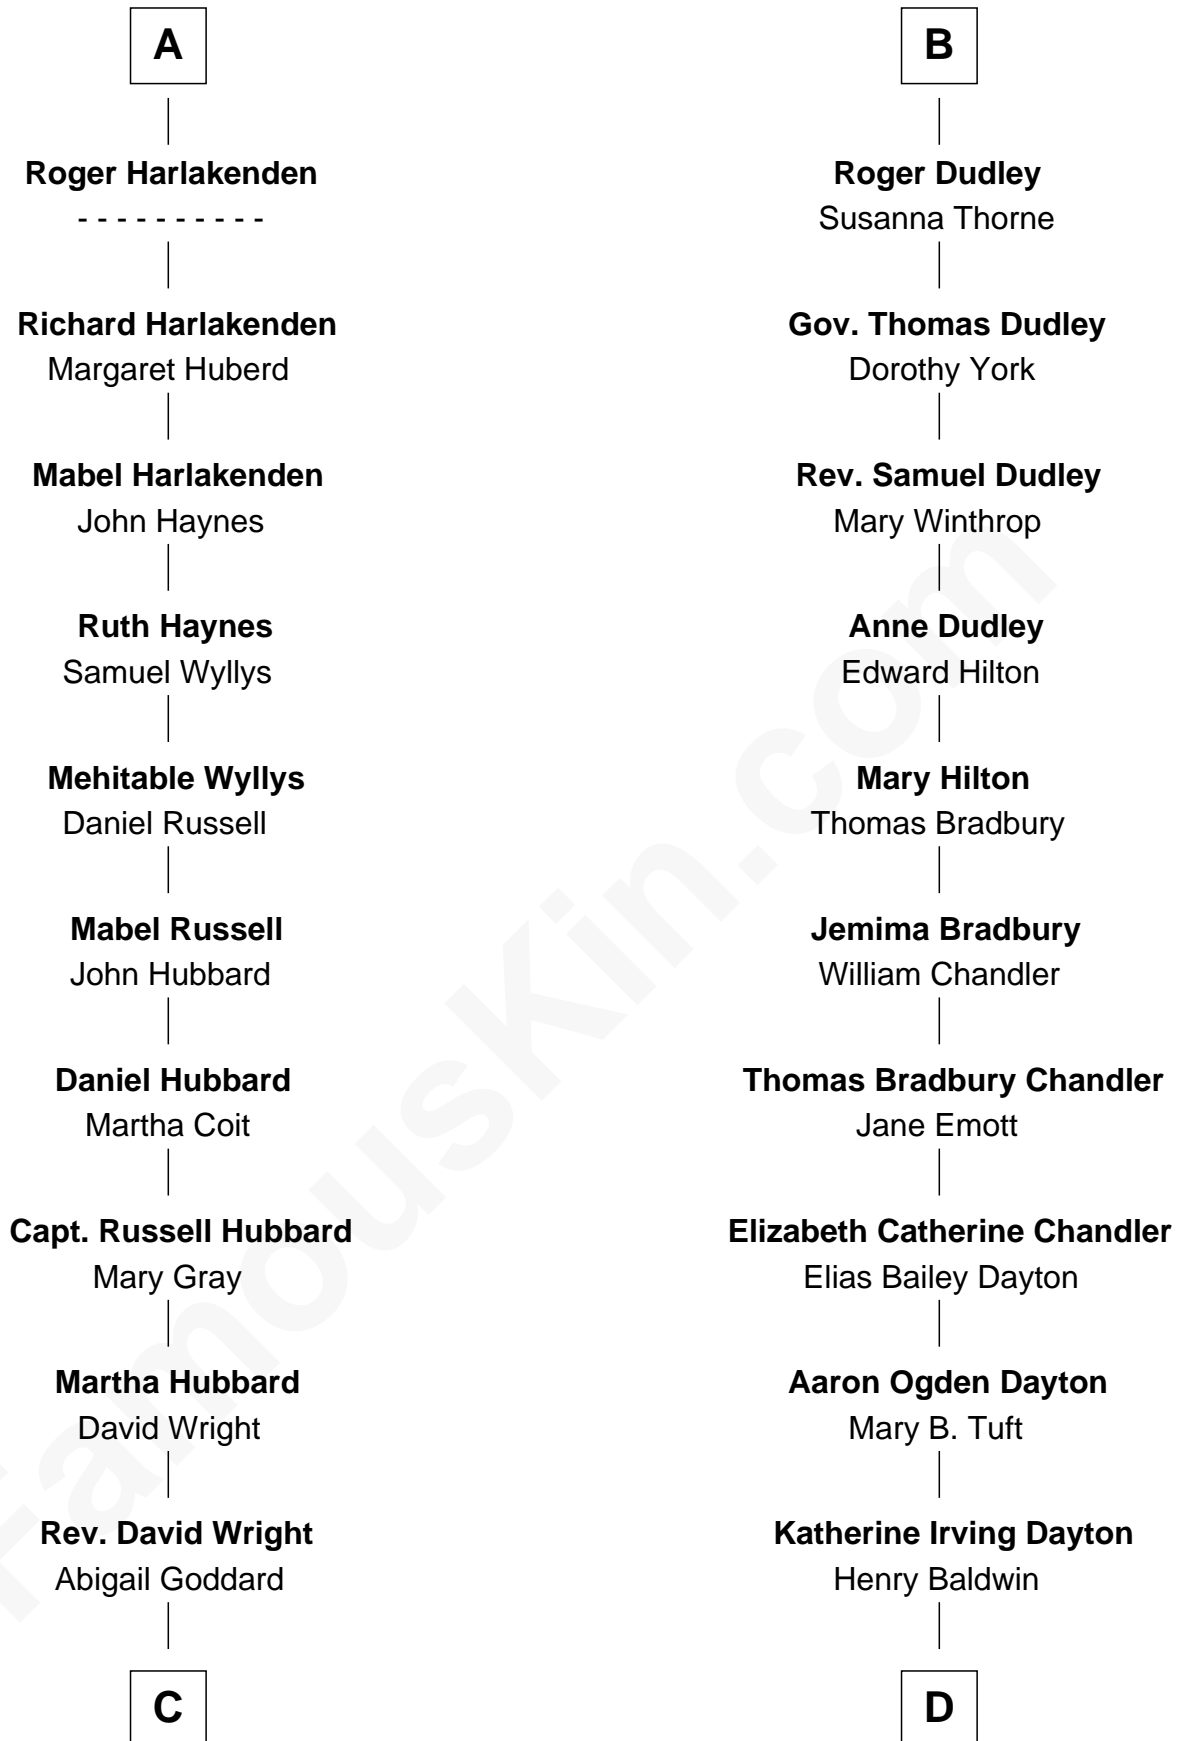 A
Roger Harlakenden
- - - - - - - - - -
Richard Harlakenden
Margaret Huberd
Mabel Harlakenden
John Haynes
Ruth Haynes
Samuel Wyllys
Mehitable Wyllys
Daniel Russell
Mabel Russell
John Hubbard
Daniel Hubbard
Martha Coit
Capt. Russell Hubbard
Mary Gray
Martha Hubbard
David Wright
Rev. David Wright
Abigail Goddard
C
B
Roger Dudley
Susanna Thorne
Gov. Thomas Dudley
Dorothy York
Rev. Samuel Dudley
Mary Winthrop
Anne Dudley
Edward Hilton
Mary Hilton
Thomas Bradbury
Jemima Bradbury
William Chandler
Thomas Bradbury Chandler
Jane Emott
Elizabeth Catherine Chandler
Elias Bailey Dayton
Aaron Ogden Dayton
Mary B. Tuft
Katherine Irving Dayton
Henry Baldwin
D
FamousKin.com